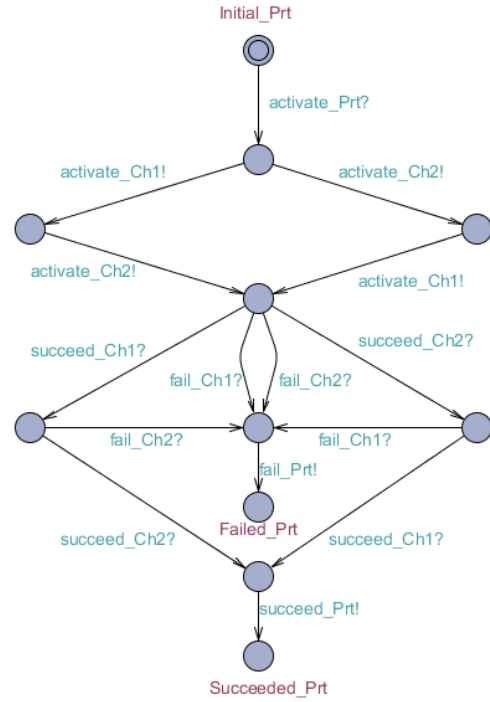 Initial_Prt
activate_Prt?
activate_Ch1!
activate_Ch2!
activate_Ch2!
activate_Ch1!
succeed_Ch1?
succeed_Ch2?
fail_Ch1?
fail_Ch2?
fail_Ch2?
fail_Ch1?
fail_Prt!
Failed_Prt
succeed_Ch2?
succeed_Ch1?
succeed_Prt!
Succeeded_Prt